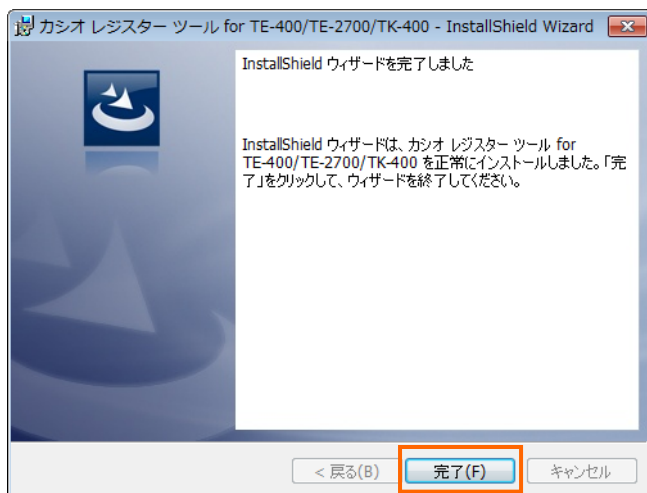 カシオ レジスター ツール for TE-400/TE-2700/TK-400 - InstallShield Wizard
InstallShield ウィザードを完了しました
InstallShield ウィザードは、カシオ レジスター ツール for
TE-400/TE-2700/TK-400 を正常にインストールしました。「完
了」をクリックして、ウィザードを終了してください。
< 戻る(B)
完了(F)
キャンセル